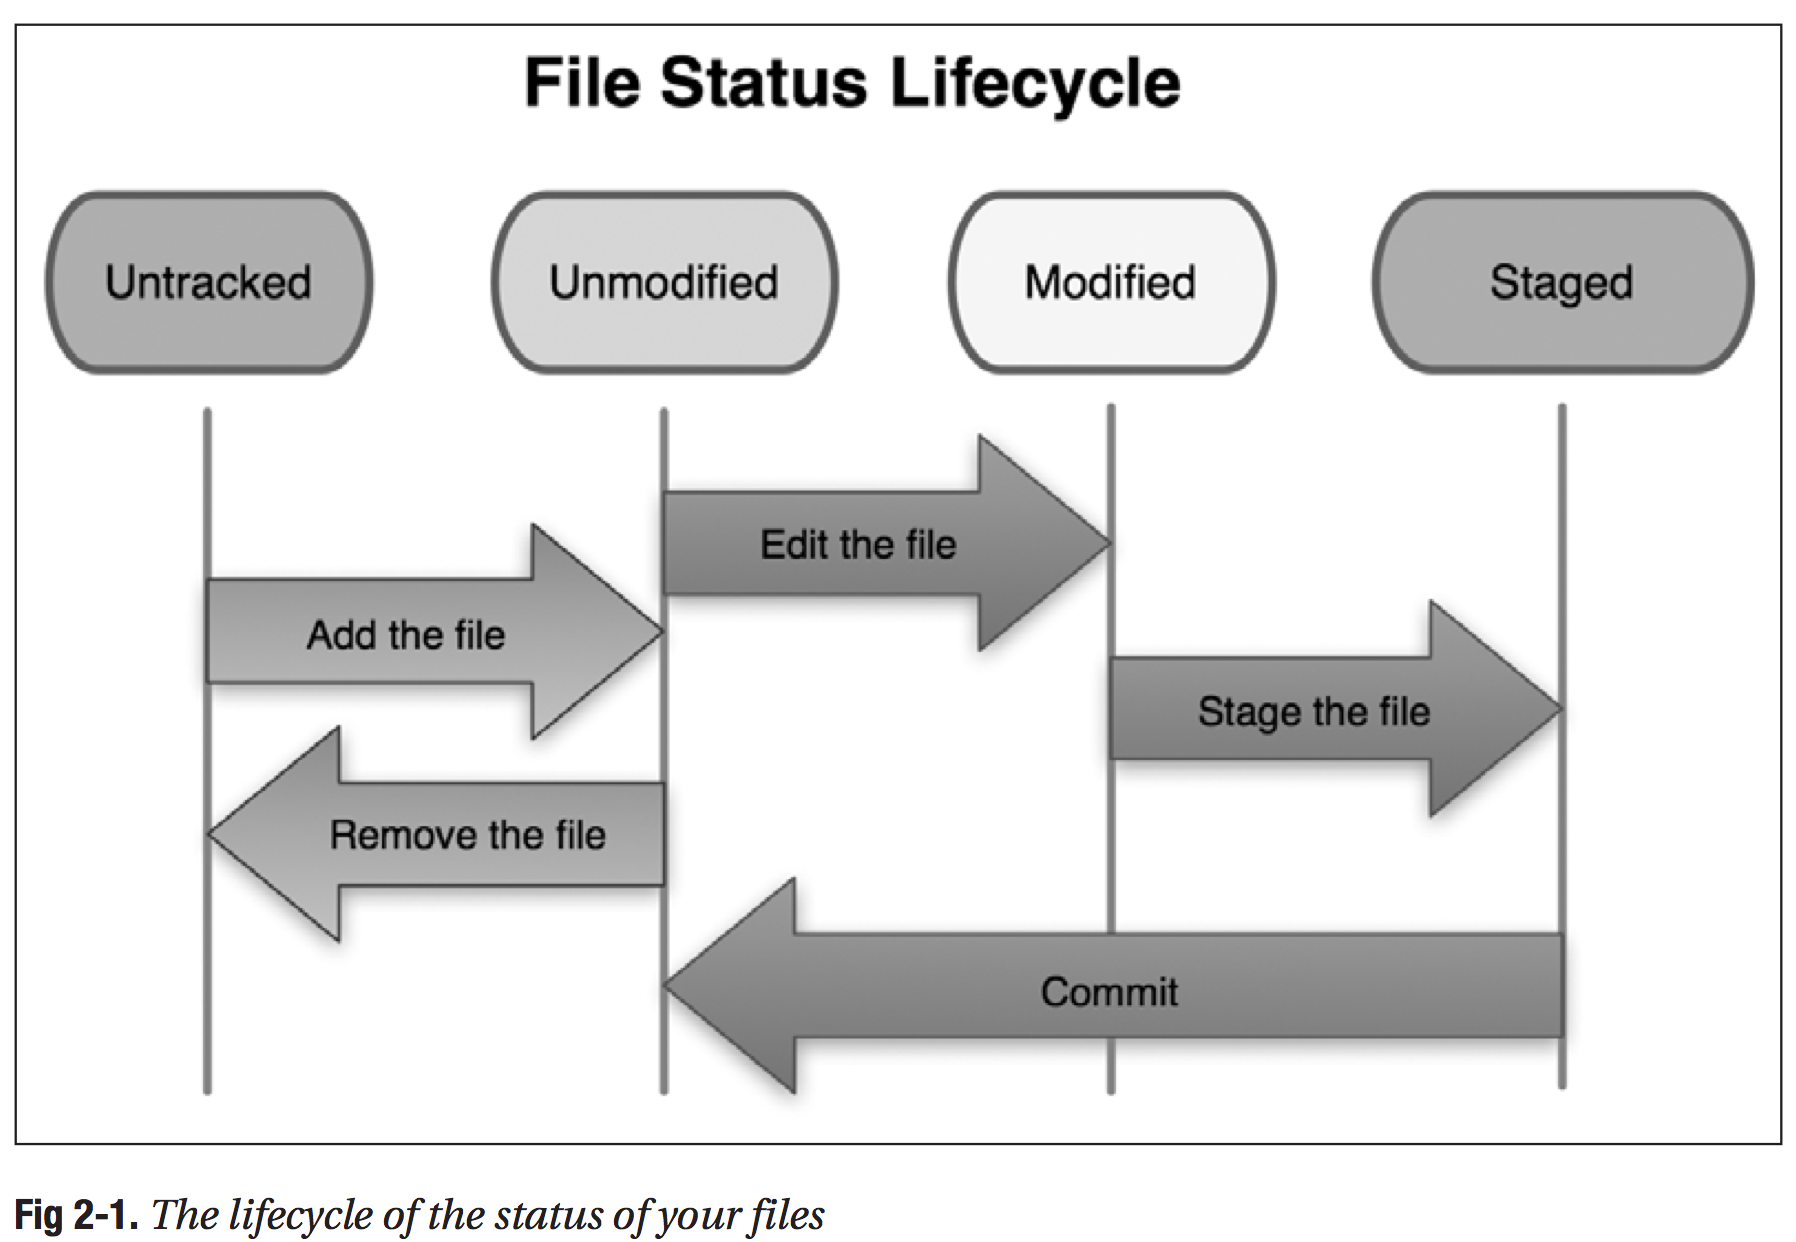 File Status Lifecycle
Untracked
Unmodified
Modified
Staged
Edit the file
Add the file
Stage the file
Remove the file
Commit
Fig 2-1. The lifecycle of the status of your files